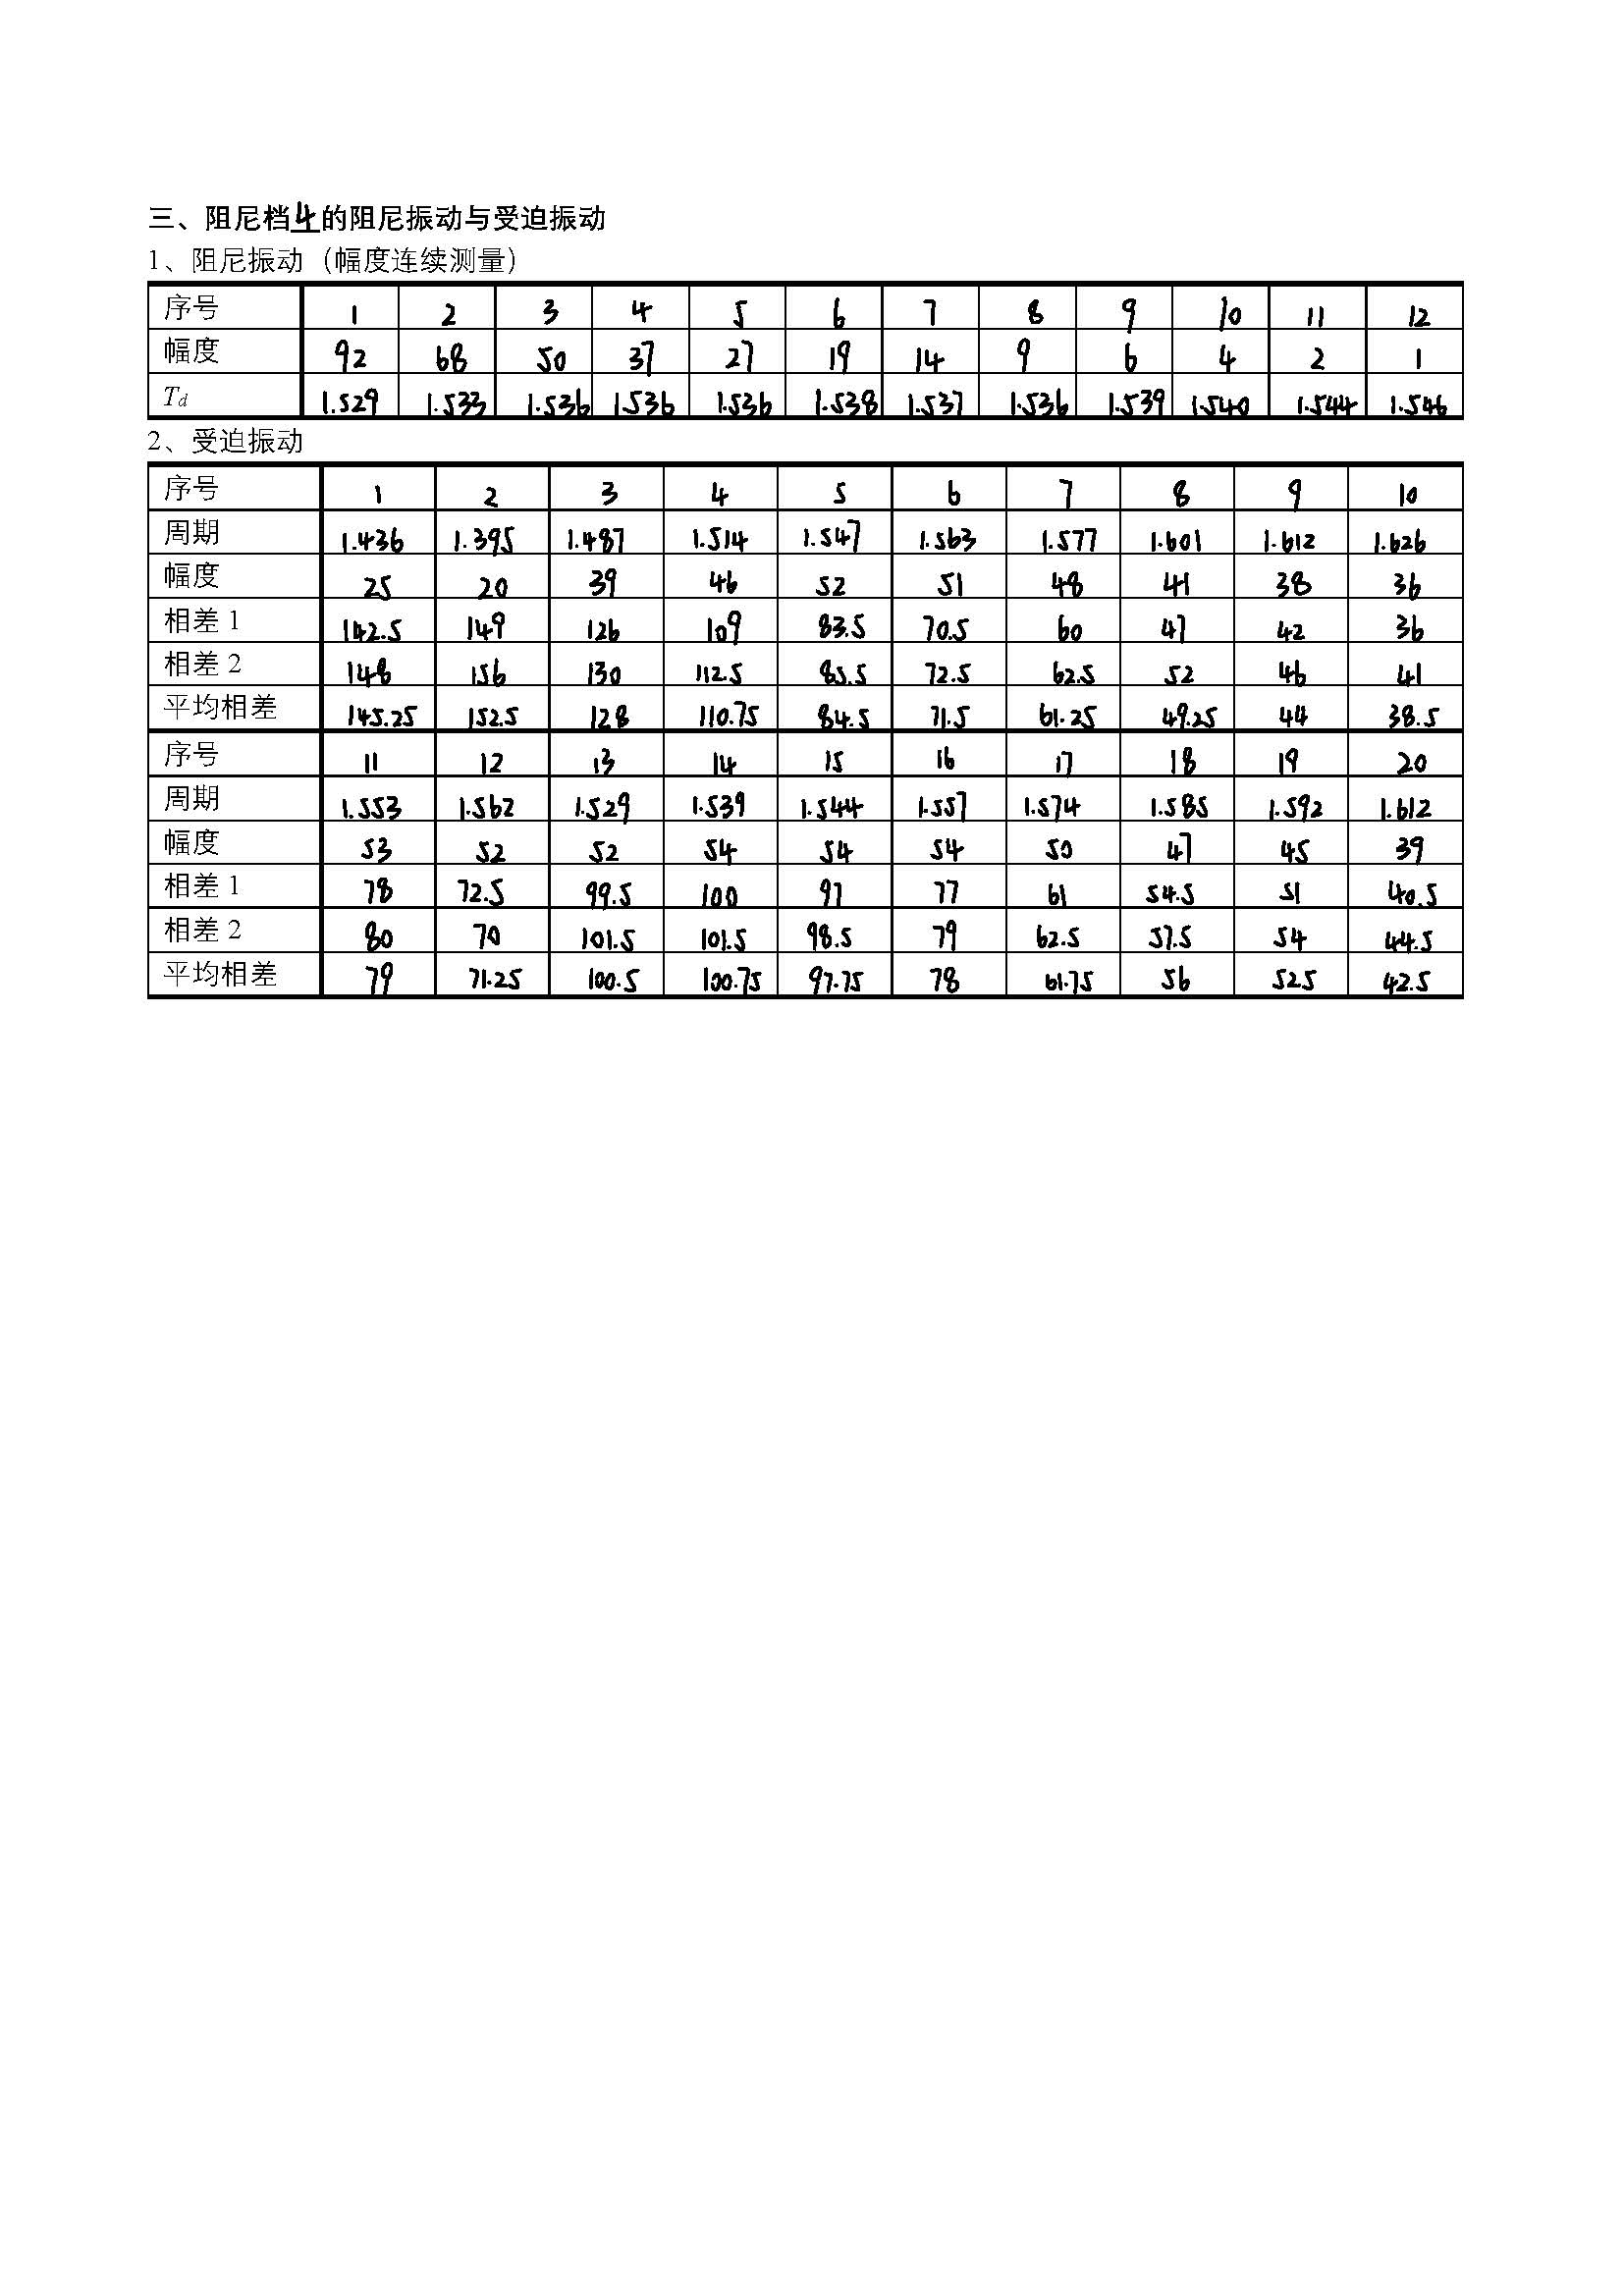 三、阻尼档4的阻尼振动与受迫振动
1、阻尼振动（幅度连续测量）
序号 1 2 3 4 5 6 7 8 9 10 11 12
幅度 92 68 50 37 27 19 14 9 6 4 2 1
Td 1.529 1.533 1.536 1.536 1.536 1.538 1.537 1.536 1.539 1.540 1.544 1.546
2、受迫振动
序号 1 2 3 4 5 6 7 8 9 10
周期 1.436 1.395 1.487 1.514 1.547 1.563 1.577 1.601 1.612 1.626
幅度 25 20 39 46 52 51 48 41 38 36
相差1 142.5 149 126 109 83.5 70.5 60 47 42 36
相差2 148 156 130 112.5 85.5 72.5 62.5 52 46 41
平均相差 145.25 152.5 128 110.75 84.5 71.5 61.25 49.25 44 38.5
序号 11 12 13 14 15 16 17 18 19 20
周期 1.553 1.562 1.529 1.539 1.544 1.557 1.574 1.585 1.592 1.612
幅度 53 52 52 54 54 54 50 47 45 39
相差1 78 72.5 99.5 100 97 77 61 54.5 51 40.5
相差2 80 70 101.5 101.5 98.5 79 62.5 57.5 54 44.5
平均相差 79 71.25 100.5 100.75 97.75 78 61.75 56 52.5 42.5